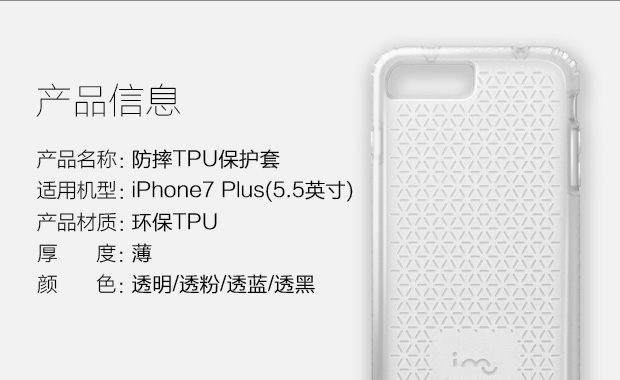 产品信息
产品名称: 防摔TPU保护套
适用机型: iPhone7 Plus(5.5英寸)
产品材质: 环保TPU
厚 度: 薄
颜 色: 透明/透粉/透蓝/透黑